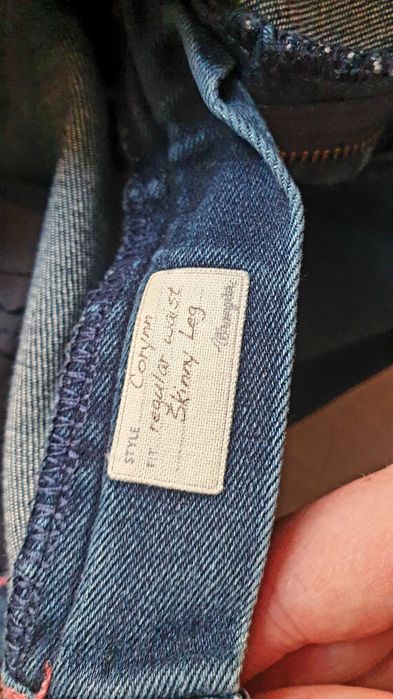 Wrangler
STYLE Corynn
FIT regular waist
Skinny Leg